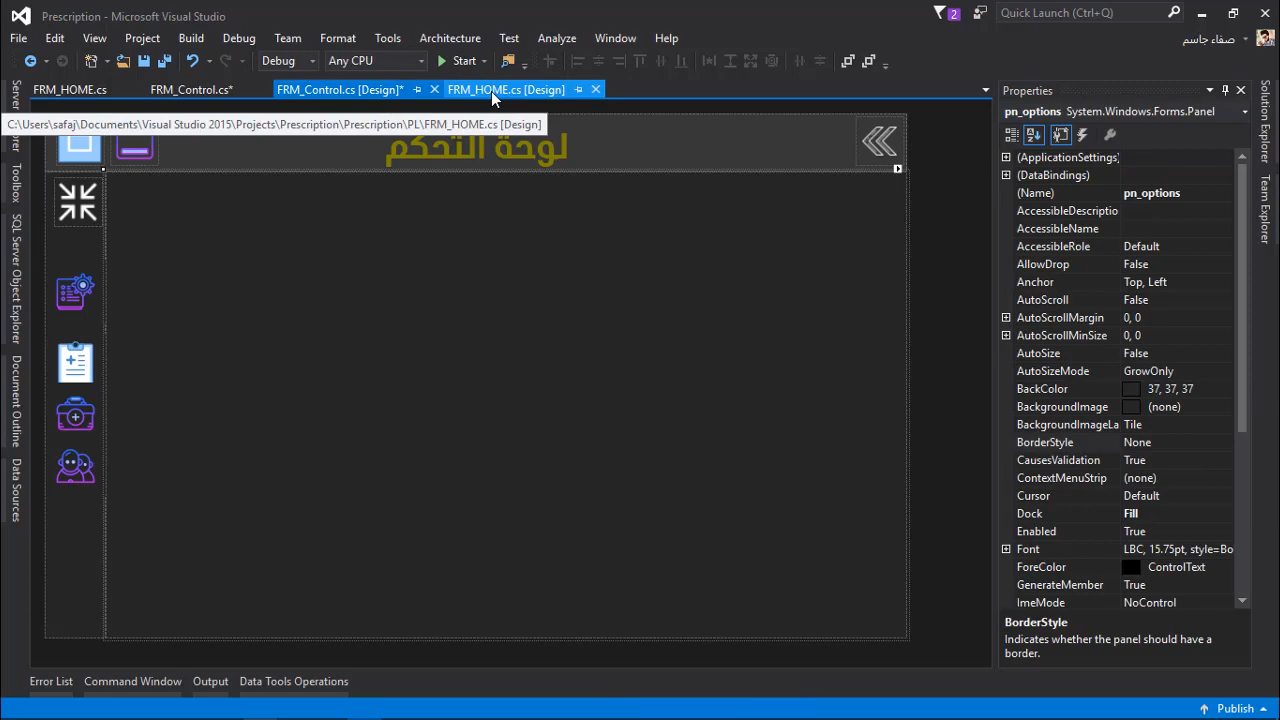 Prescription - Microsoft Visual Studio
2
Quick Launch (Ctrl+Q)
File Edit View Project Build Debug Team Format Tools Architecture Test Analyze Window Help
صفاء جاسم
Debug Any CPU Start
FRM_HOME.cs FRM_Control.cs* FRM_Control.cs [Design]* FRM_HOME.cs [Design]
C:\Users\safaj\Documents\Visual Studio 2015\Projects\Prescription\Prescription\PL\FRM_HOME.cs [Design]
لوحة التحكم
Toolbox
SQL Server Object Explorer
Document Outline
Data Sources
Properties
pn_options System.Windows.Forms.Panel
(ApplicationSettings)
(DataBindings)
(Name) pn_options
AccessibleDescriptio
AccessibleName
AccessibleRole Default
AllowDrop False
Anchor Top, Left
AutoScroll False
AutoScrollMargin 0, 0
AutoScrollMinSize 0, 0
AutoSize False
AutoSizeMode GrowOnly
BackColor 37, 37, 37
BackgroundImage (none)
BackgroundImageLa Tile
BorderStyle None
CausesValidation True
ContextMenuStrip (none)
Cursor Default
Dock Fill
Enabled True
Font LBC, 15.75pt, style=Bo
ForeColor ControlText
GenerateMember True
ImeMode NoControl
BorderStyle
Indicates whether the panel should have a
border.
Solution Explorer
Team Explorer
Error List Command Window Output Data Tools Operations
Publish